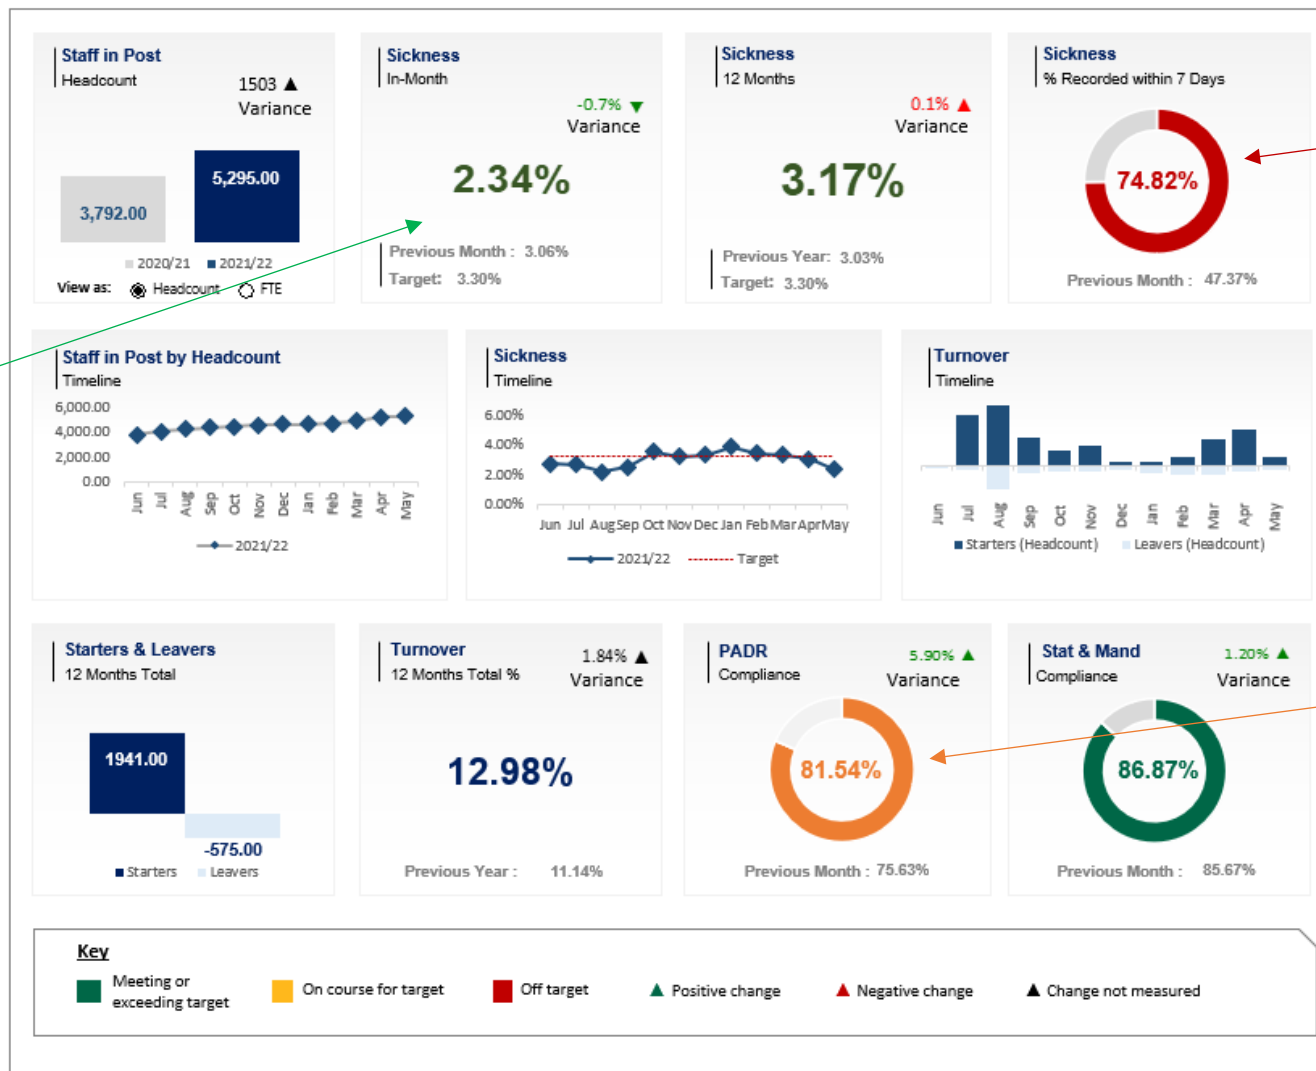 Staff in Post
Headcount
1503 ▲
Variance
3,792.00
5,295.00
2020/21 2021/22
View as: Headcount FTE
Sickness
In-Month
-0.7% ▼
Variance
2.34%
Previous Month : 3.06%
Target: 3.30%
Sickness
12 Months
0.1% ▲
Variance
3.17%
Previous Year: 3.03%
Target: 3.30%
Sickness
% Recorded within 7 Days
74.82%
Previous Month : 47.37%
Staff in Post by Headcount
Timeline
6,000.00
4,000.00
2,000.00
0.00
Jun Jul Aug Sep Oct Nov Dec Jan Feb Mar Apr May
2021/22
Sickness
Timeline
6.00%
4.00%
2.00%
0.00%
Jun Jul Aug Sep Oct Nov Dec Jan Feb Mar Apr May
2021/22 Target
Turnover
Timeline
Jun Jul Aug Sep Oct Nov Dec Jan Feb Mar Apr May
Starters (Headcount) Leavers (Headcount)
Starters & Leavers
12 Months Total
1941.00
-575.00
Starters Leavers
Turnover
12 Months Total %
1.84% ▲
Variance
12.98%
Previous Year : 11.14%
PADR
Compliance
5.90% ▲
Variance
81.54%
Previous Month : 75.63%
Stat & Mand
Compliance
1.20% ▲
Variance
86.87%
Previous Month : 85.67%
Key
Meeting or
exceeding target
On course for target
Off target
▲ Positive change
▲ Negative change
▲ Change not measured